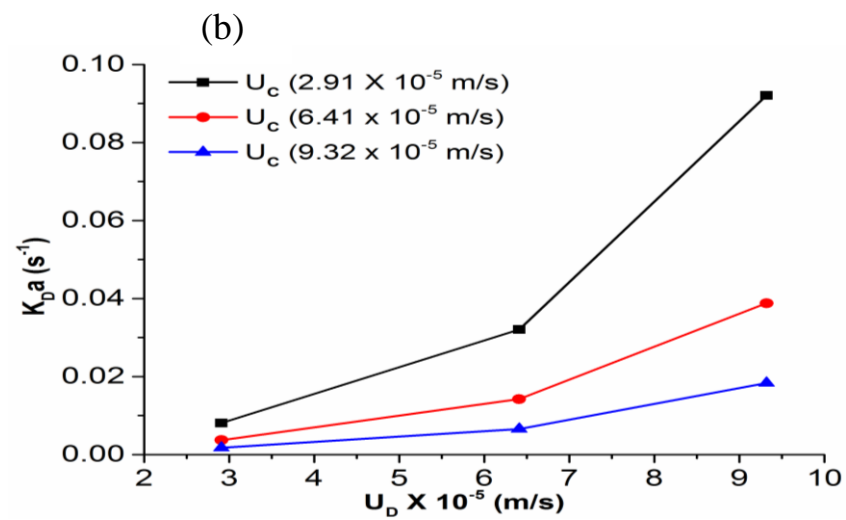 (b)
U_c (2.91 X 10^-5 m/s)
U_c (6.41 x 10^-5 m/s)
U_c (9.32 x 10^-5 m/s)
0.10
0.08
0.06
0.04
0.02
0.00
K_Da (s^-1)
2 3 4 5 6 7 8 9 10
U_D X 10^-5 (m/s)